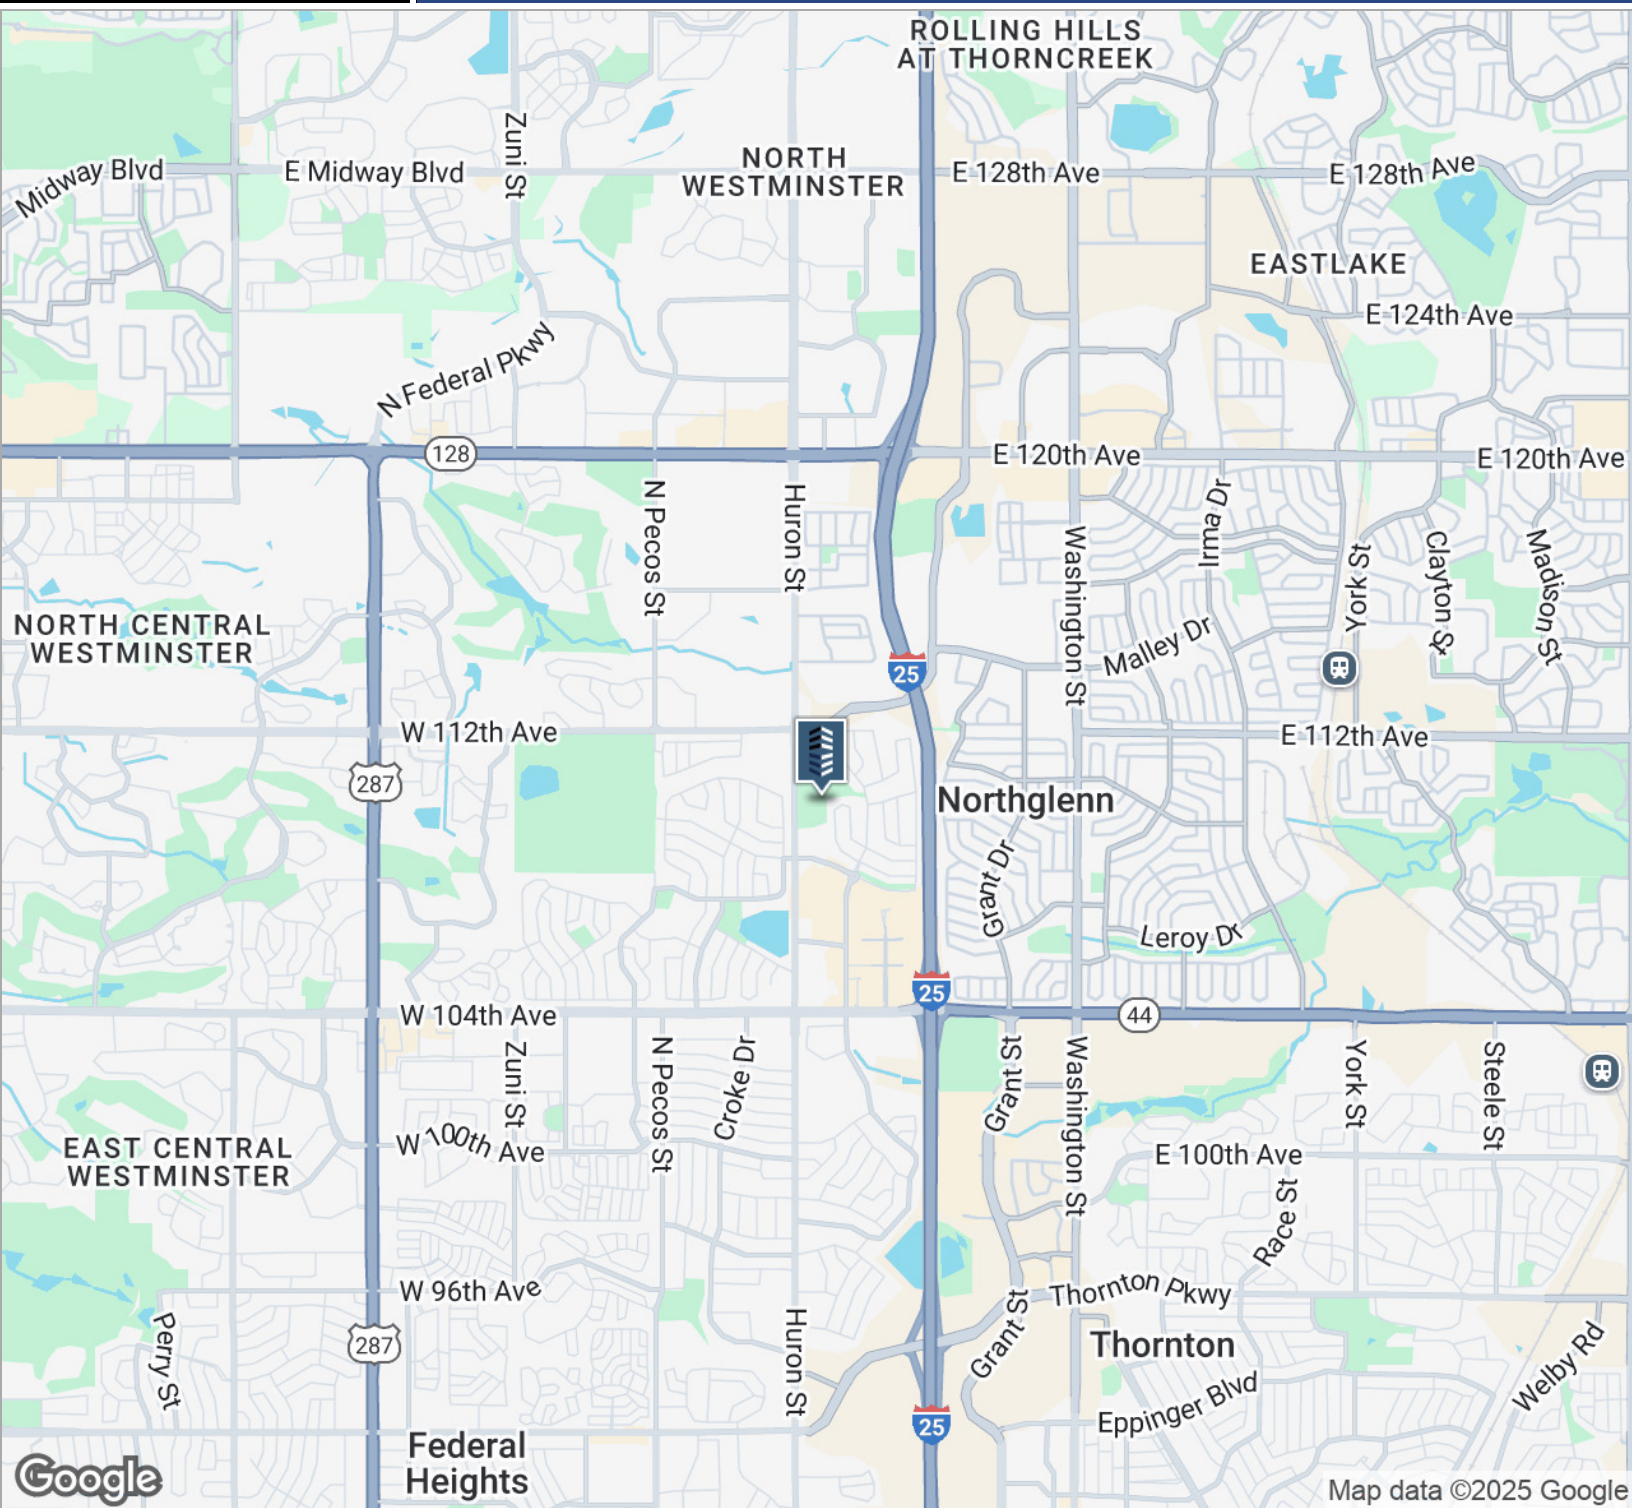 ROLLING HILLS
AT THORNCREEK
Zuni St
NORTH
WESTMINSTER
Midway Blvd
E Midway Blvd
E 128th Ave
E 128th Ave
EASTLAKE
E 124th Ave
N Federal Pkwy
128
E 120th Ave
E 120th Ave
N Pecos St
Huron St
Washington St
Irma Dr
York St
Clayton St
Madison St
NORTH CENTRAL
WESTMINSTER
Malley Dr
25
W 112th Ave
E 112th Ave
287
Northglenn
Grant Dr
Leroy Dr
25
W 104th Ave
44
Zuni St
N Pecos St
Croke Dr
Grant St
Washington St
York St
Steele St
EAST CENTRAL
WESTMINSTER
W 100th Ave
E 100th Ave
Race St
W 96th Ave
Thornton Pkwy
Perry St
287
Huron St
Grant St
Thornton
Welby Rd
Eppinger Blvd
25
Federal
Heights
Google
Map data ©2025 Google